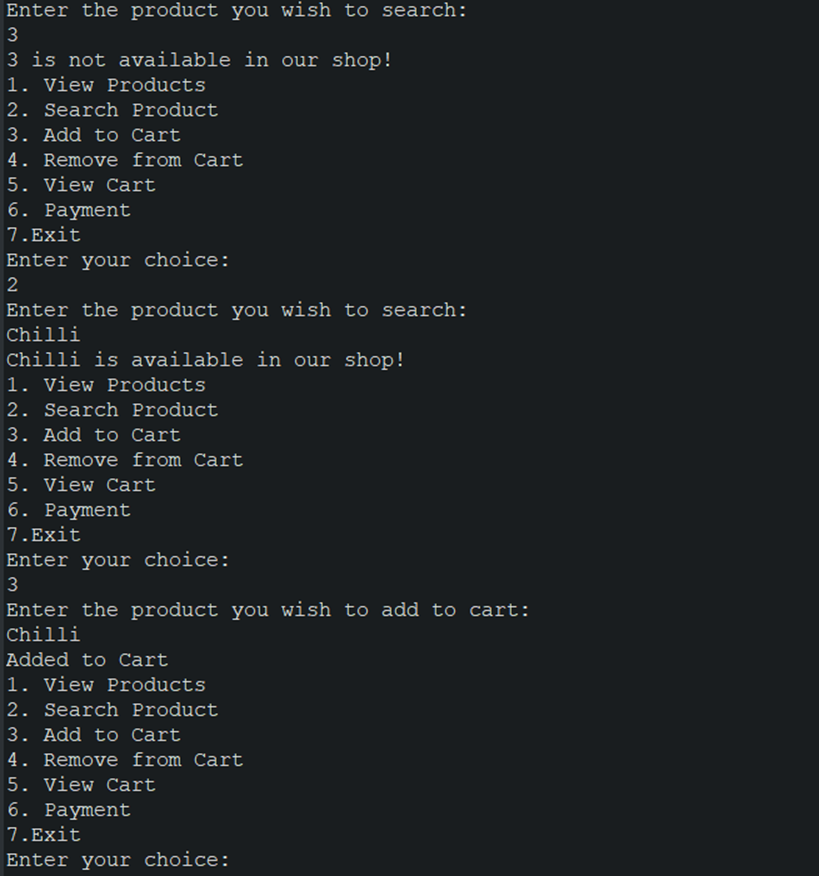 Enter the product you wish to search:
3
3 is not available in our shop!
1. View Products
2. Search Product
3. Add to Cart
4. Remove from Cart
5. View Cart
6. Payment
7.Exit
Enter your choice:
2
Enter the product you wish to search:
Chilli
Chilli is available in our shop!
1. View Products
2. Search Product
3. Add to Cart
4. Remove from Cart
5. View Cart
6. Payment
7.Exit
Enter your choice:
3
Enter the product you wish to add to cart:
Chilli
Added to Cart
1. View Products
2. Search Product
3. Add to Cart
4. Remove from Cart
5. View Cart
6. Payment
7.Exit
Enter your choice: